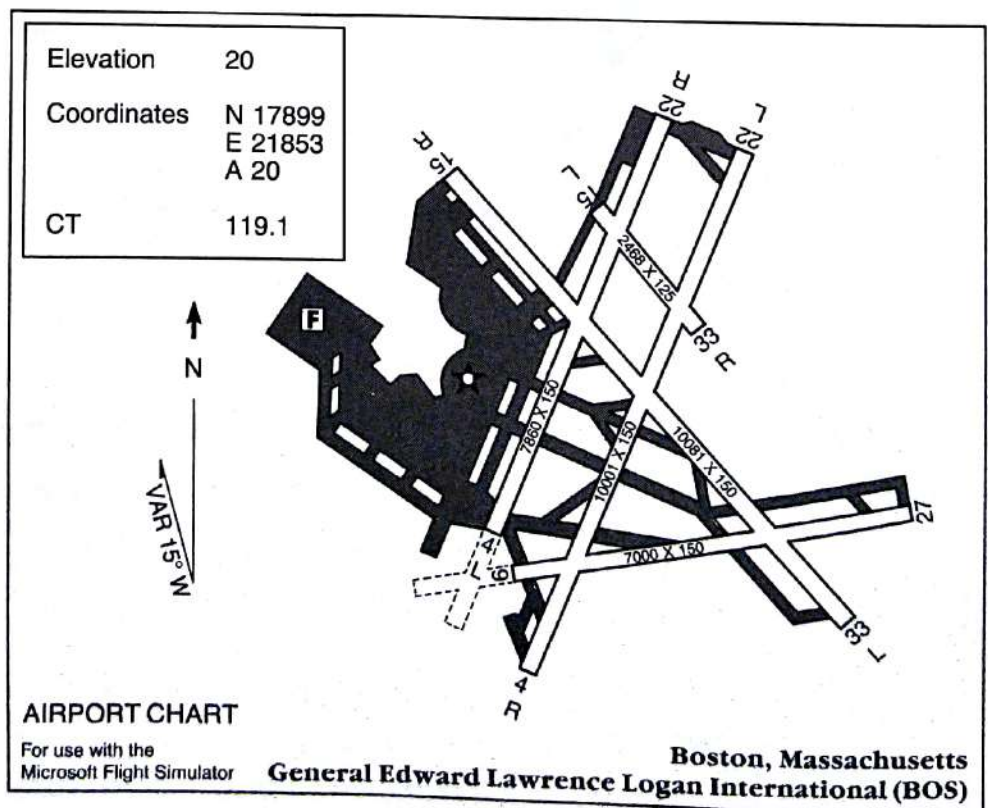 Elevation 20
Coordinates N 17899
E 21853
A 20
CT 119.1
15 R
22 R
22 L
15 L
2468 X 125
33 R
F
N
VAR 15° W
7860 X 150
10001 X 150
10081 X 150
7000 X 150
27
4 L
9
33 L
4 R
AIRPORT CHART
For use with the
Microsoft Flight Simulator
Boston, Massachusetts
General Edward Lawrence Logan International (BOS)